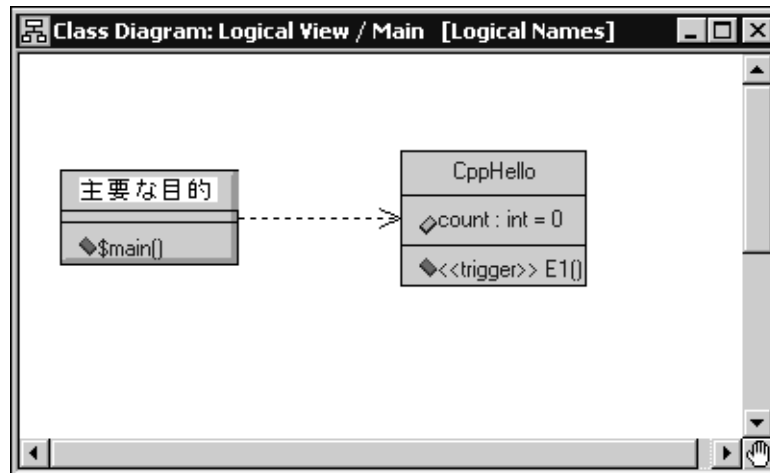 Class Diagram: Logical View / Main [Logical Names]
主要な目的
$main()
CppHello
count : int = 0
<<trigger>> E1()